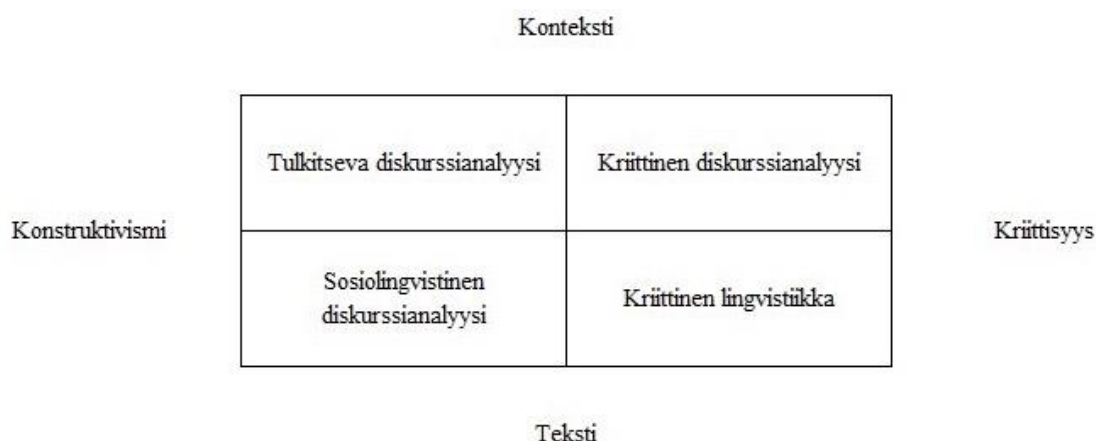 Konteksti
Tulkitseva diskurssianalyysi
Kriittinen diskurssianalyysi
Konstruktivismi
Kriittisyys
Sosiolingvistinen
diskurssianalyysi
Kriittinen lingvistiikka
Teksti